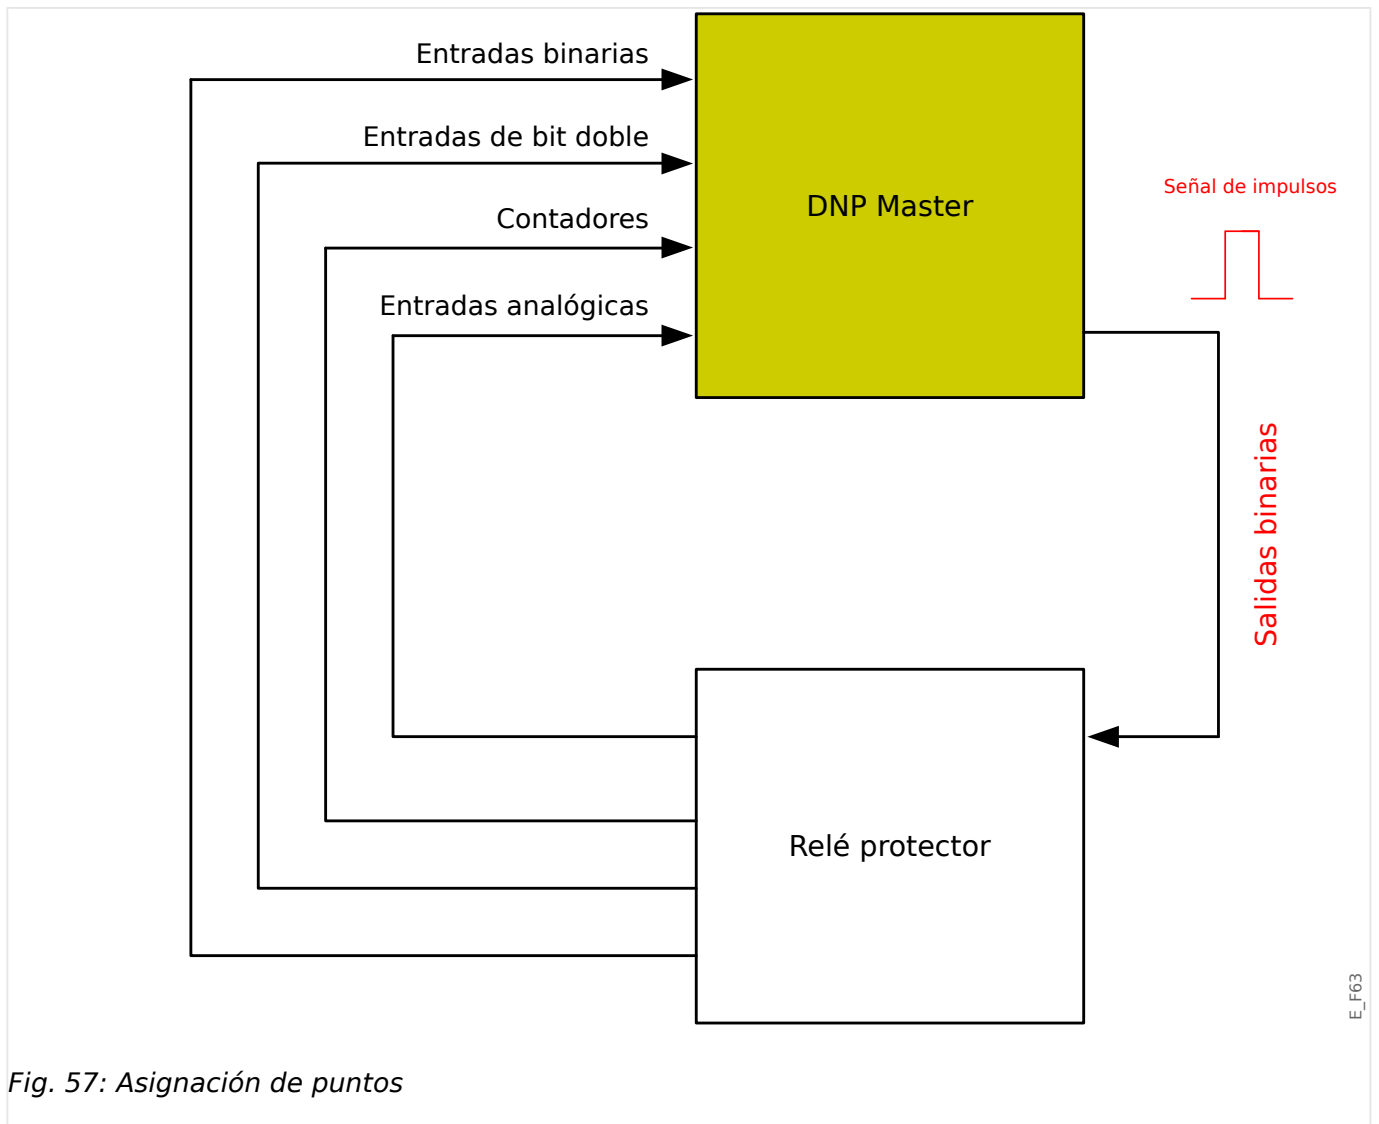 Entradas binarias
Entradas de bit doble
Contadores
Entradas analógicas
DNP Master
Señal de impulsos
Salidas binarias
Relé protector
E_F63
Fig. 57: Asignación de puntos